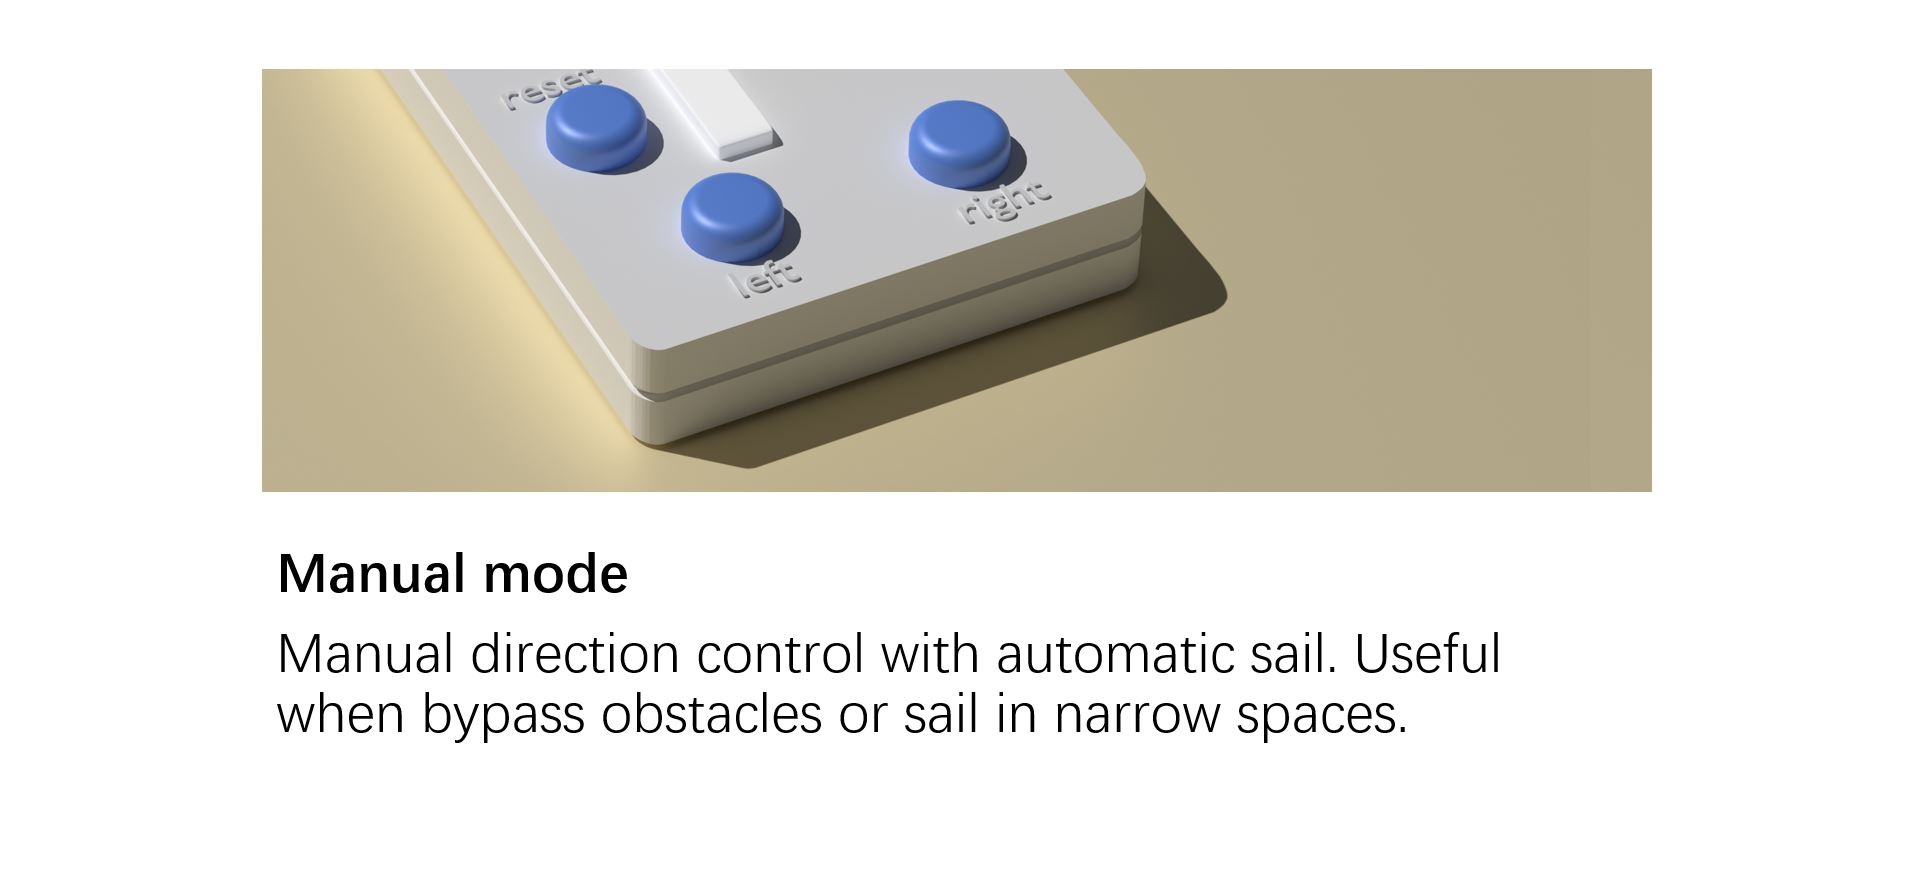 reset
right
left
Manual mode
Manual direction control with automatic sail. Useful
when bypass obstacles or sail in narrow spaces.